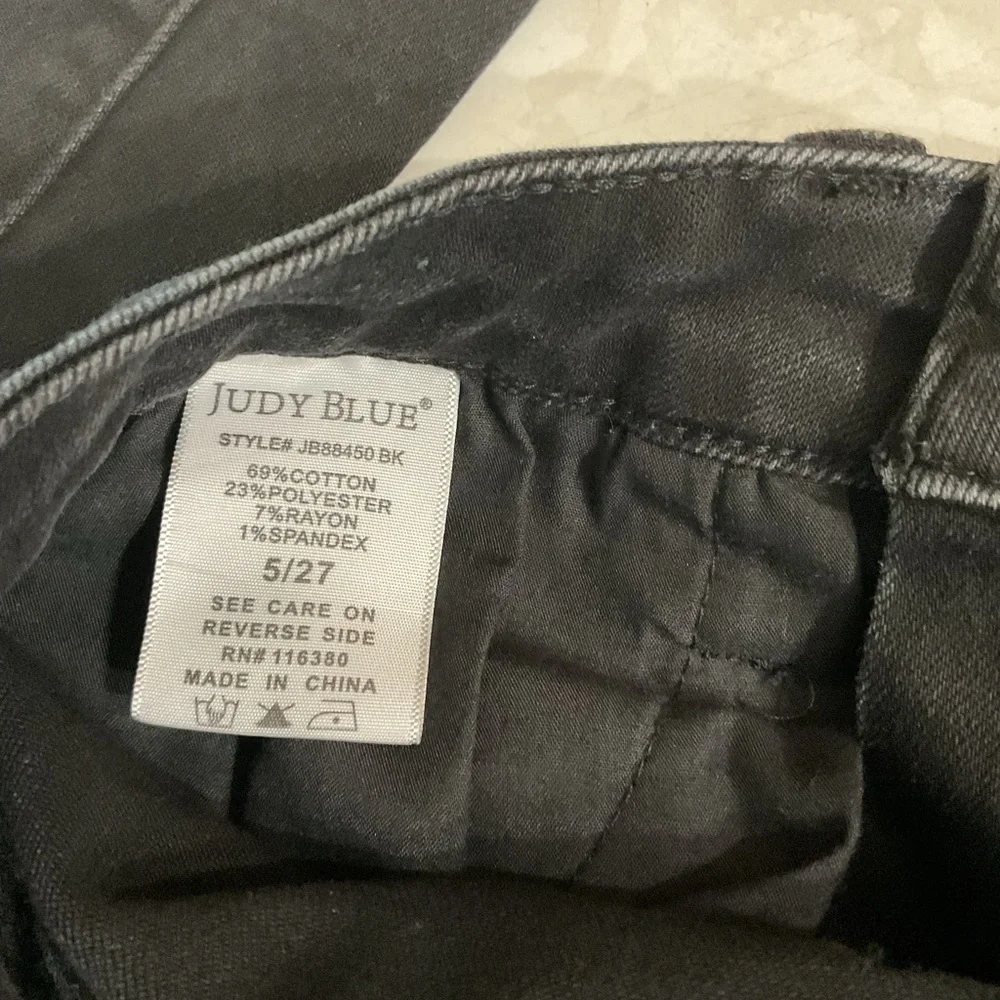 JUDY BLUE®
STYLE# JB88450 BK
69%COTTON
23%POLYESTER
7%RAYON
1%SPANDEX
5/27
SEE CARE ON
REVERSE SIDE
RN# 116380
MADE IN CHINA